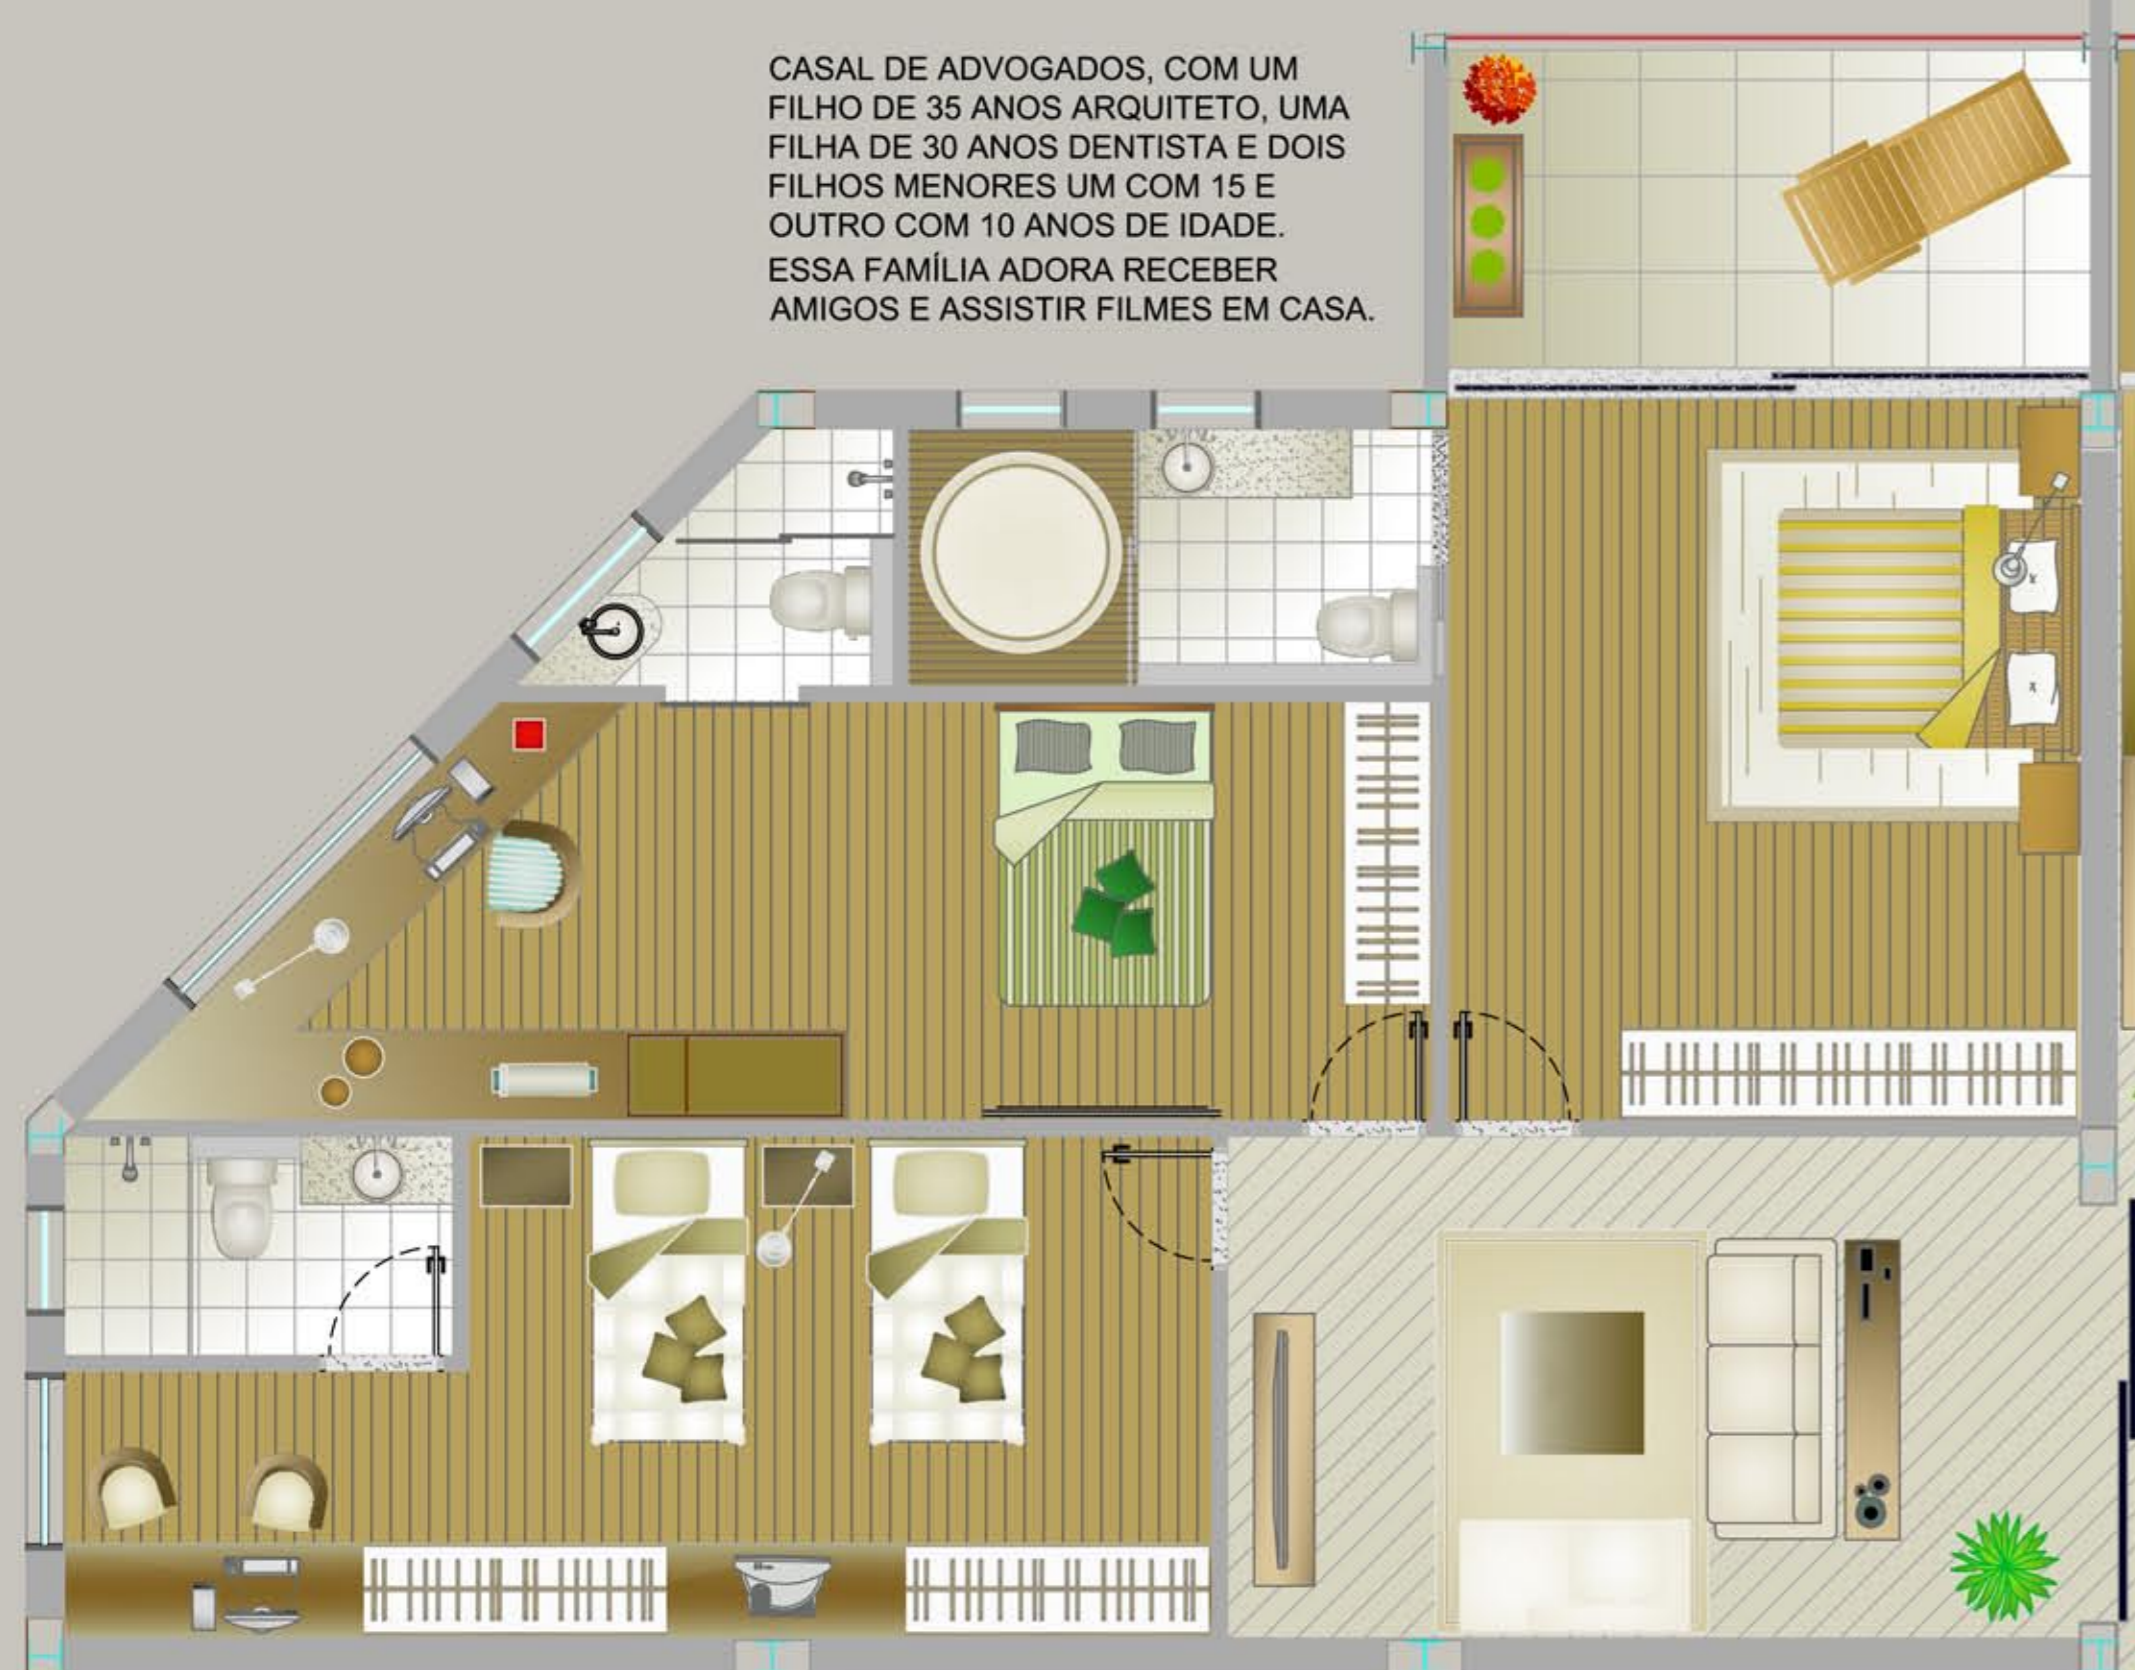 CASAL DE ADVOGADOS, COM UM
FILHO DE 35 ANOS ARQUITETO, UMA
FILHA DE 30 ANOS DENTISTA E DOIS
FILHOS MENORES UM COM 15 E
OUTRO COM 10 ANOS DE IDADE.
ESSA FAMÍLIA ADORA RECEBER
AMIGOS E ASSISTIR FILMES EM CASA.